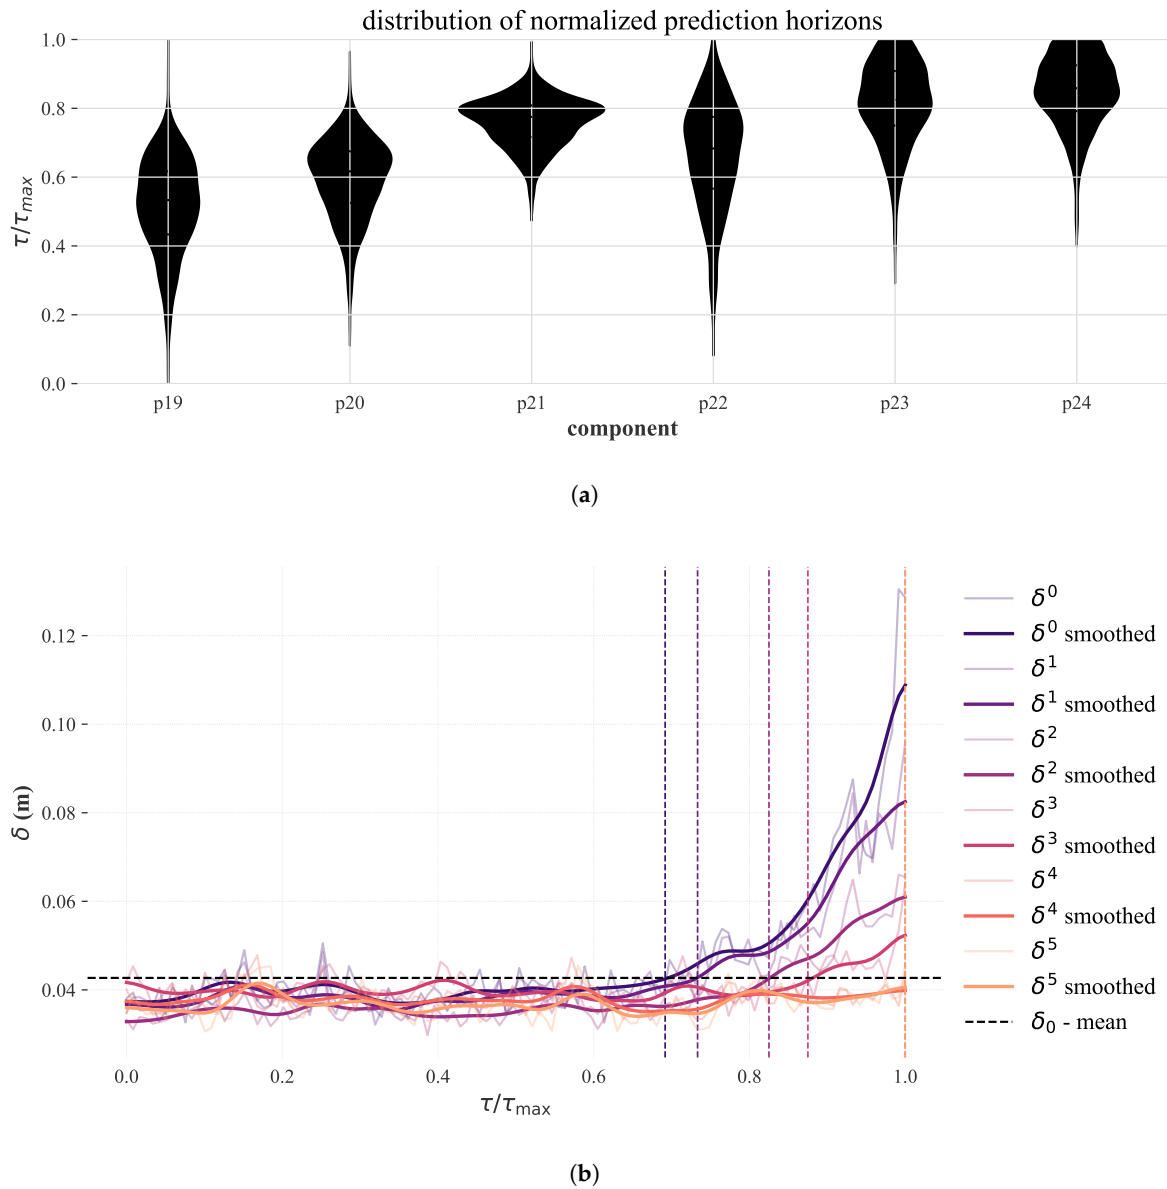 distribution of normalized prediction horizons
1.0
0.8
0.6
0.4
0.2
0.0
τ/τmax
p19 p20 p21 p22 p23 p24
component
(a)
0.12
0.10
0.08
0.06
0.04
δ (m)
0.0 0.2 0.4 0.6 0.8 1.0
τ/τmax
δ⁰
δ⁰ smoothed
δ¹
δ¹ smoothed
δ²
δ² smoothed
δ³
δ³ smoothed
δ⁴
δ⁴ smoothed
δ⁵
δ⁵ smoothed
δ₀ - mean
(b)